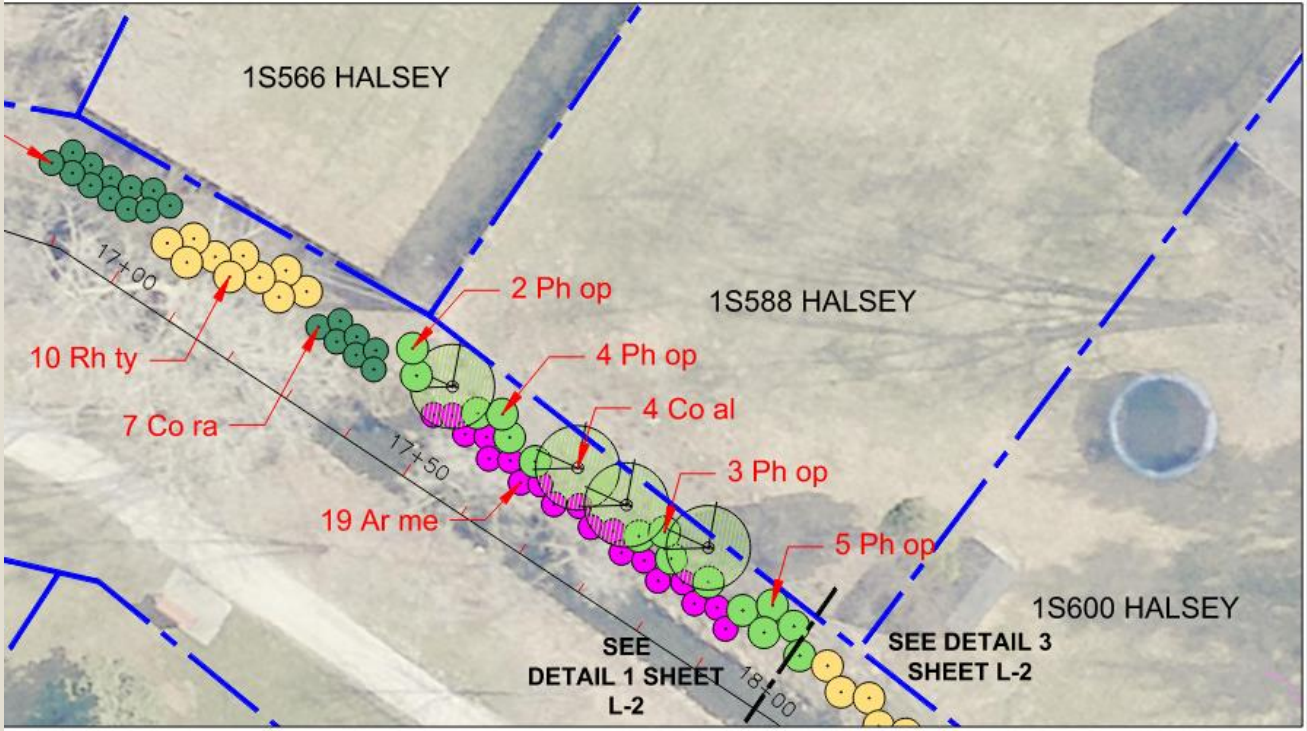 1S566 HALSEY
17+00
2 Ph op
1S588 HALSEY
10 Rh ty
4 Ph op
7 Co ra
4 Co al
17+50
3 Ph op
19 Ar me
5 Ph op
1S600 HALSEY
SEE
DETAIL 1 SHEET
L-2
SEE DETAIL 3
SHEET L-2
18+00